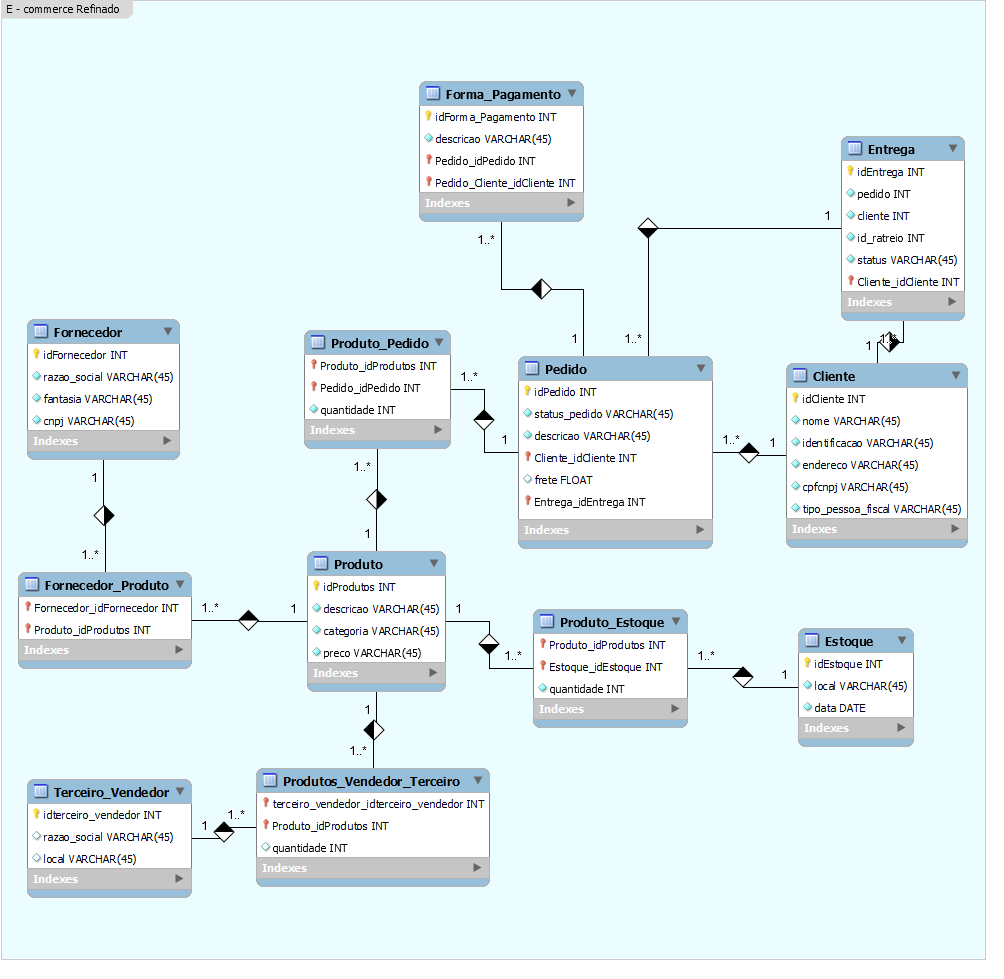 E - commerce Refinado
Forma_Pagamento
idForma_Pagamento INT
descricao VARCHAR(45)
Pedido_idPedido INT
Pedido_Cliente_idCliente INT
Indexes
Entrega
idEntrega INT
pedido INT
cliente INT
id_ratreio INT
status VARCHAR(45)
Cliente_idCliente INT
Indexes
1..*
1
1
1..*
1
1..*
Fornecedor
idFornecedor INT
razao_social VARCHAR(45)
fantasia VARCHAR(45)
cnpj VARCHAR(45)
Indexes
Produto_Pedido
Produto_idProdutos INT
Pedido_idPedido INT
quantidade INT
Indexes
Pedido
idPedido INT
status_pedido VARCHAR(45)
descricao VARCHAR(45)
Cliente_idCliente INT
frete FLOAT
Entrega_idEntrega INT
Indexes
Cliente
idCliente INT
nome VARCHAR(45)
identificacao VARCHAR(45)
endereco VARCHAR(45)
cpfcnpj VARCHAR(45)
tipo_pessoa_fiscal VARCHAR(45)
Indexes
1..*
1
1..*
1
1
1..*
1..*
1
Fornecedor_Produto
Fornecedor_idFornecedor INT
Produto_idProdutos INT
Indexes
1..*
1
Produto
idProdutos INT
descricao VARCHAR(45)
categoria VARCHAR(45)
preco VARCHAR(45)
Indexes
1
1..*
Produto_Estoque
Produto_idProdutos INT
Estoque_idEstoque INT
quantidade INT
Indexes
1..*
1
Estoque
idEstoque INT
local VARCHAR(45)
data DATE
Indexes
1
1..*
Terceiro_Vendedor
idterceiro_vendedor INT
razao_social VARCHAR(45)
local VARCHAR(45)
Indexes
1
1..*
Produtos_Vendedor_Terceiro
terceiro_vendedor_idterceiro_vendedor INT
Produto_idProdutos INT
quantidade INT
Indexes